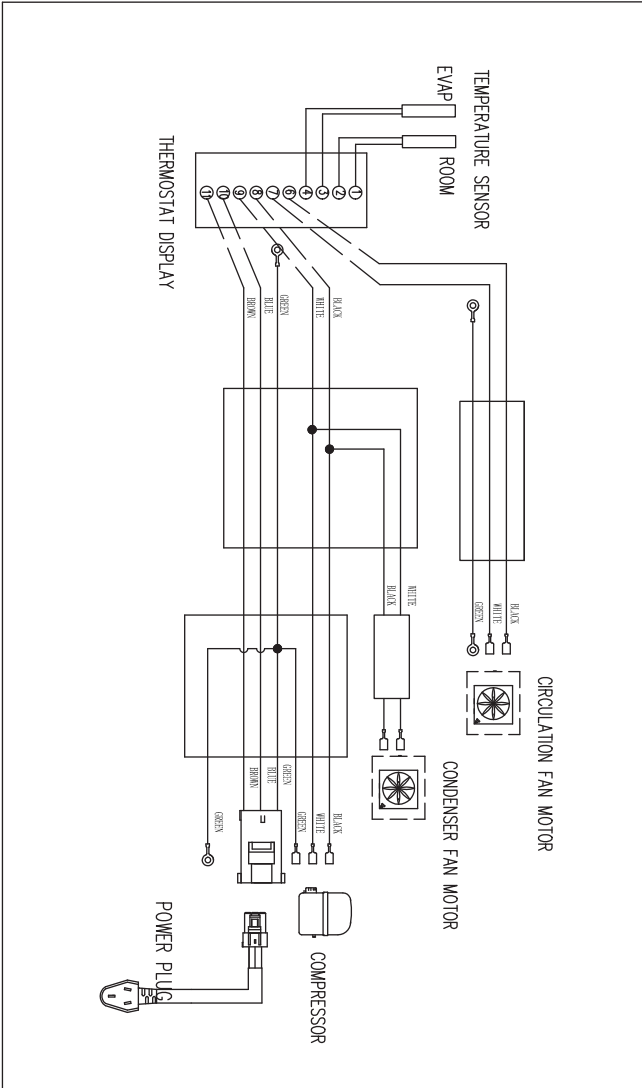 CIRCULATION FAN MOTOR
BLACK
WHITE
TEMPERATURE SENSOR
GREEN
EVAP ROOM
CONDENSER FAN MOTOR
WHITE
BLACK
1
2
BLACK
BLACK
3
WHITE
WHITE
COMPRESSOR
4
GREEN
6
GREEN
GREEN
7
BLUE
BLUE
8
BROWN
BROWN
9
10
GREEN
11
THERMOSTAT DISPLAY
POWER PLUG